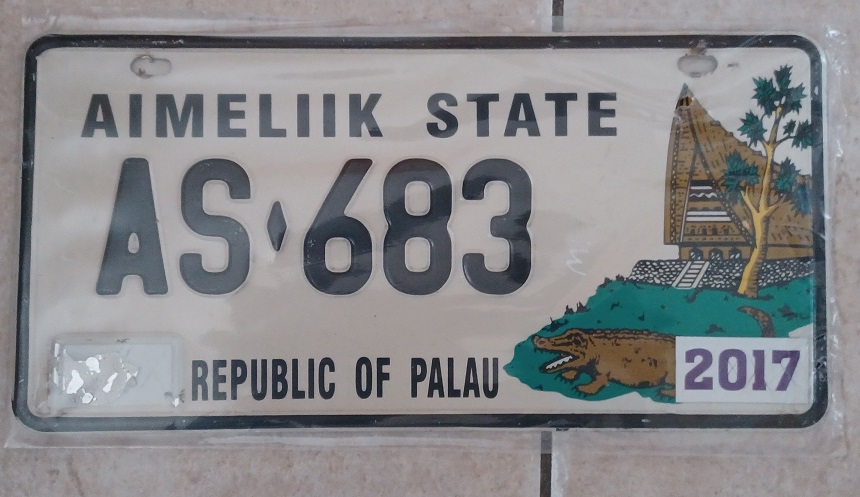 AIMELIIK STATE
AS♦683
REPUBLIC OF PALAU
2017